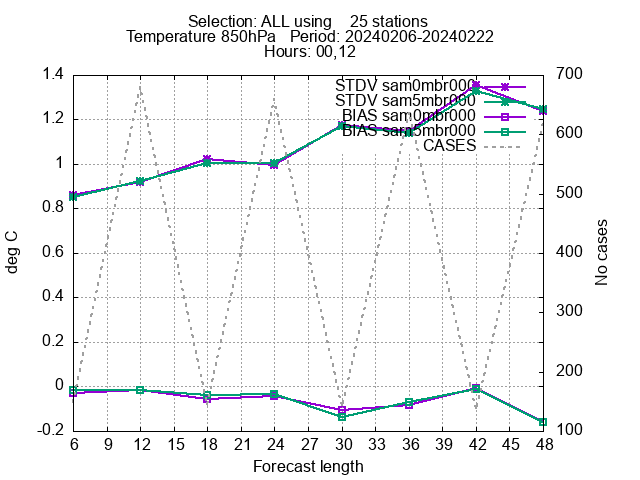 Selection: ALL using    25 stations
Temperature 850hPa   Period: 20240206-20240222
Hours: 00,12
1.4
1.2
1
0.8
0.6
0.4
0.2
0
-0.2
deg C
STDV sam0mbr000
STDV sam5mbr000
BIAS sam0mbr000
BIAS sam5mbr000
CASES
700
600
500
400
300
200
100
No cases
6 9 12 15 18 21 24 27 30 33 36 39 42 45 48
Forecast length